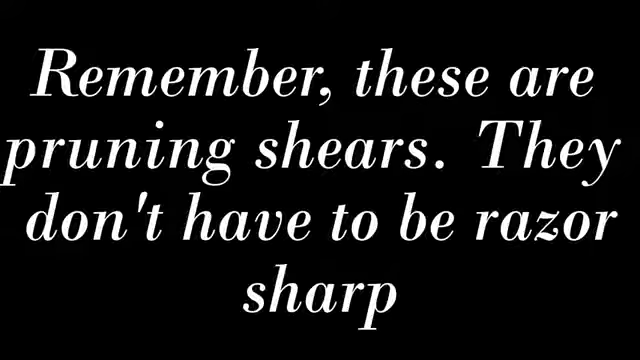 Remember, these are
pruning shears. They
don't have to be razor
sharp